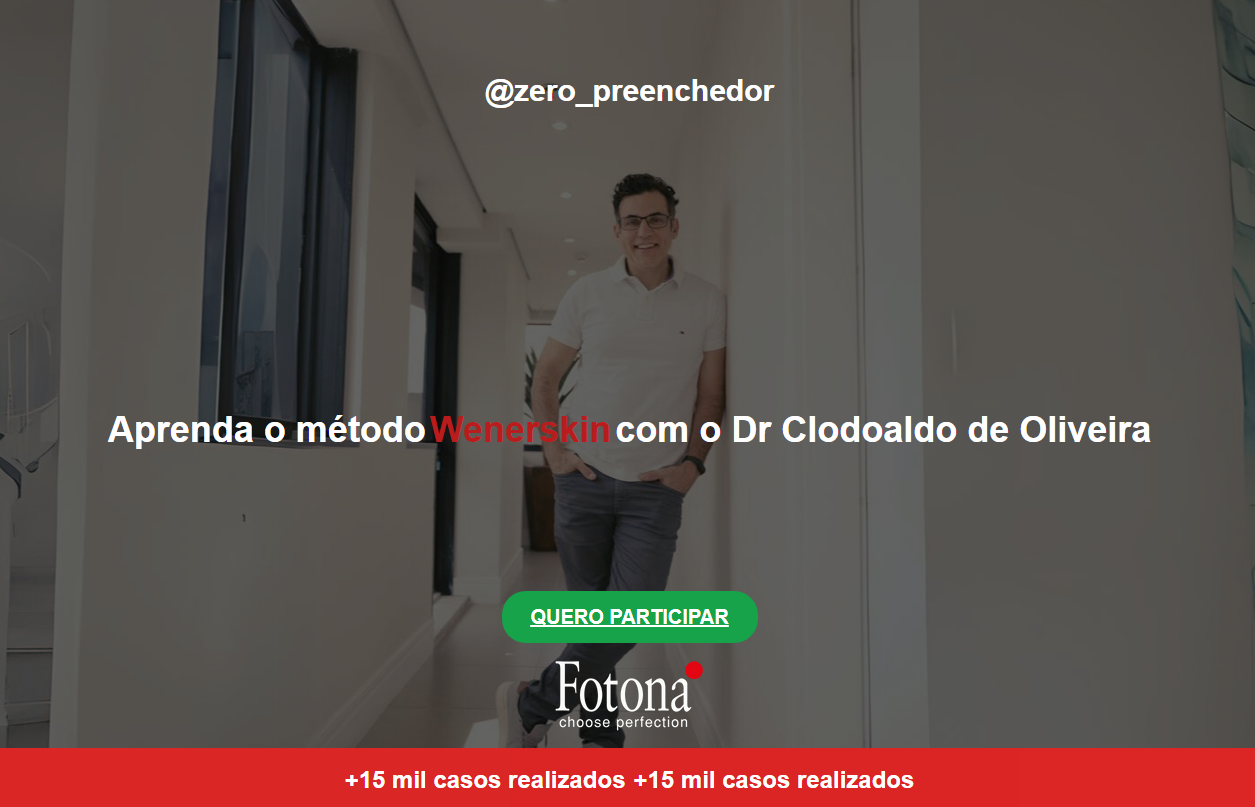 @zero_preenchedor
Aprenda o método Wenerskin com o Dr Clodoaldo de Oliveira
QUERO PARTICIPAR
Fotona
choose perfection
+15 mil casos realizados +15 mil casos realizados